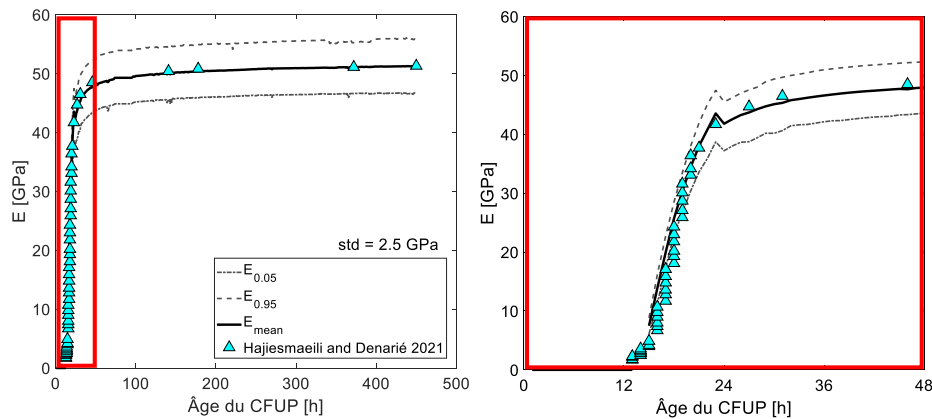 60
50
40
30
20
10
0
E [GPa]
0 100 200 300 400 500
Âge du CFUP [h]
std = 2.5 GPa
E0.05
E0.95
Emean
Hajiesmaeili and Denarié 2021
60
50
40
30
20
10
0
E [GPa]
0 12 24 36 48
Âge du CFUP [h]